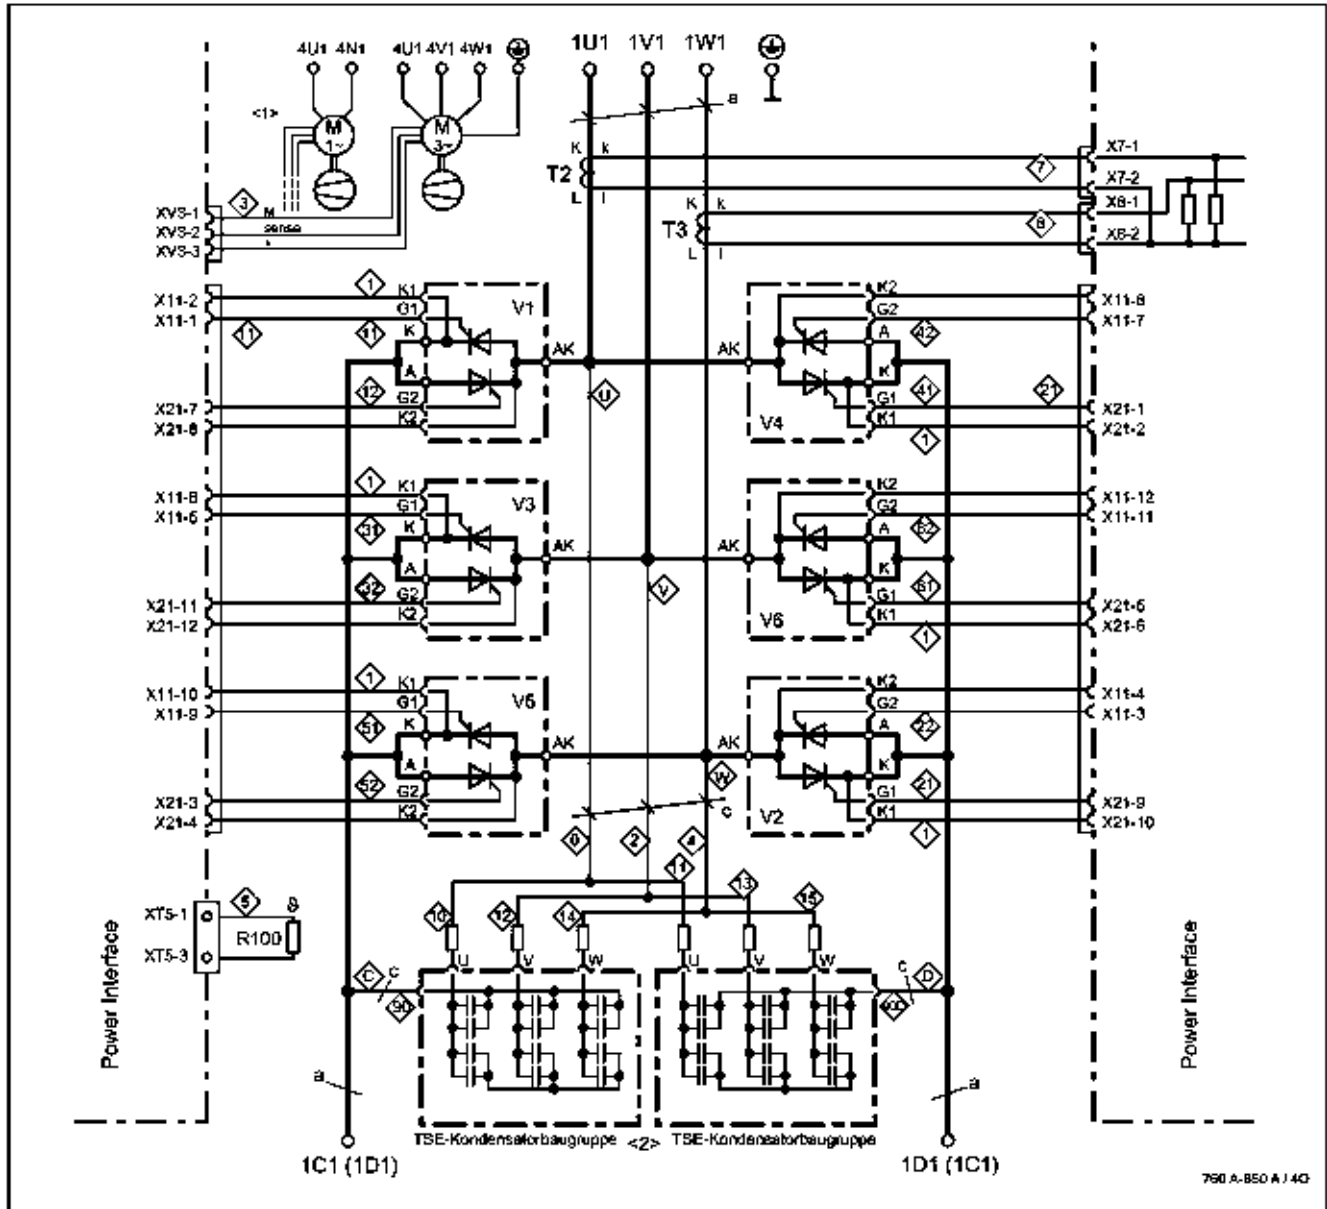 4U1 4N1 4U1 4V1 4W1 1U1 1V1 1W1
<1> M 1~ M 3~ a
K k X7-1
T2 7 X7-2
L l K k X6-1
3 XVS-1 M T3 8
XVS-2 sense L l X6-2
XVS-3
X11-2 1 K1 V1 K2 X11-8
X11-1 G1 G2 X11-7
11 11 K A 42
AK AK
12 A U K 41 21
X21-7 G2 G1 X21-1
X21-8 K2 V4 K1 1 X21-2
X11-6 1 K1 V3 K2 X11-12
X11-5 G1 G2 X11-11
31 K A 62
AK AK
32 A V K 61
X21-11 G2 G1 X21-5
X21-12 K2 V6 K1 1 X21-6
X11-10 1 K1 V5 K2 X11-4
X11-9 G1 G2 X11-3
51 K A 22
AK AK
52 A W K 21
X21-3 G2 c G1 X21-9
X21-4 K2 V2 K1 1 X21-10
2 4
11 13 15
XT5-1 5 ϑ 10 12 14
R100
XT5-3 U V W U V W
C c 90 c D
Power Interface Power Interface
a a
TSE-Kondensatorbaugruppe <2> TSE-Kondensatorbaugruppe
1C1 (1D1) 1D1 (1C1)
760 A-850 A / 4Q